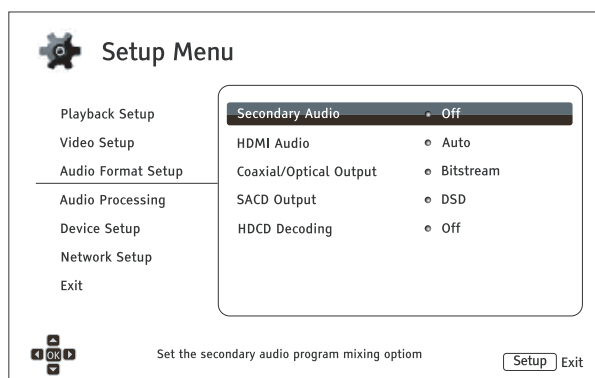 Setup Menu
Playback Setup
Video Setup
Audio Format Setup
Audio Processing
Device Setup
Network Setup
Exit
Secondary Audio Off
HDMI Audio Auto
Coaxial/Optical Output Bitstream
SACD Output DSD
HDCD Decoding Off
OK
Set the secondary audio program mixing optiom
Setup Exit